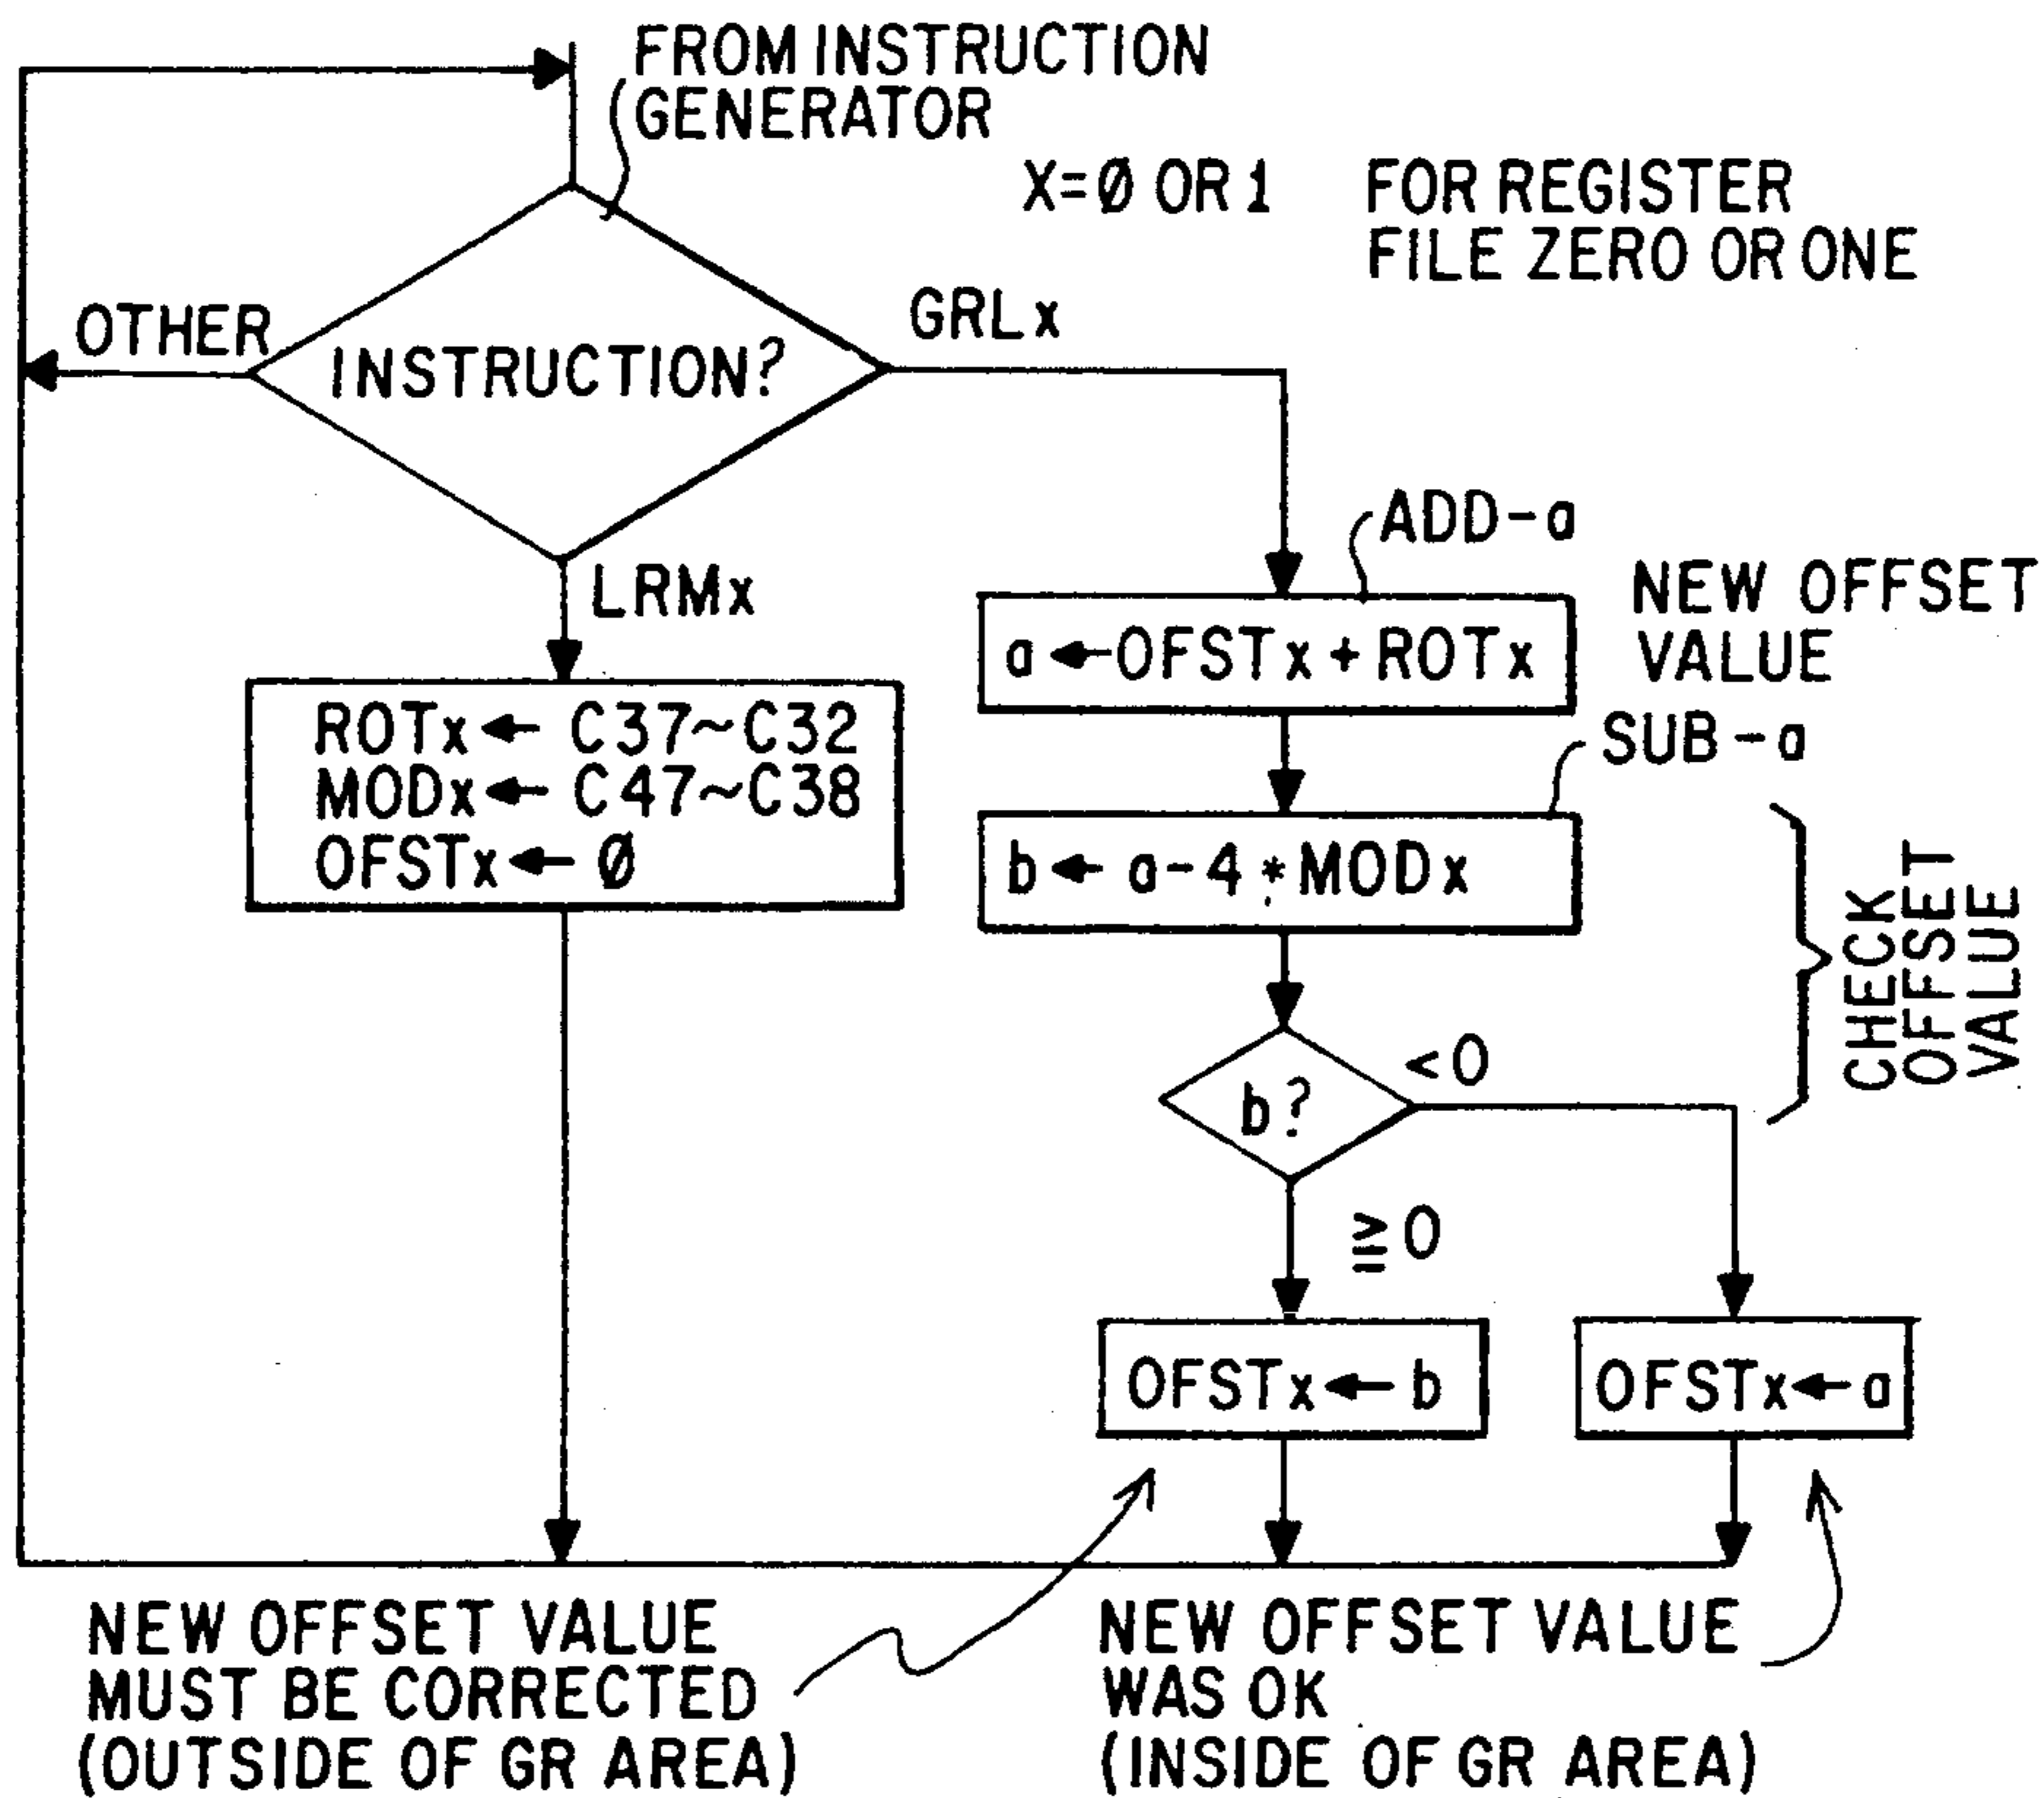 FROM INSTRUCTION
GENERATOR
X=Ø OR 1
FOR REGISTER
FILE ZERO OR ONE
OTHER
INSTRUCTION?
GRLx
LRMx
ADD-a
a←OFSTx+ROTx
NEW OFFSET
VALUE
ROTx← C37~C32
MODx← C47~C38
OFSTx← Ø
SUB-a
b← a-4*MODx
CHECK
OFFSET
VALUE
b?
<0
≧0
OFSTx←b
OFSTx←a
NEW OFFSET VALUE
MUST BE CORRECTED
(OUTSIDE OF GR AREA)
NEW OFFSET VALUE
WAS OK
(INSIDE OF GR AREA)